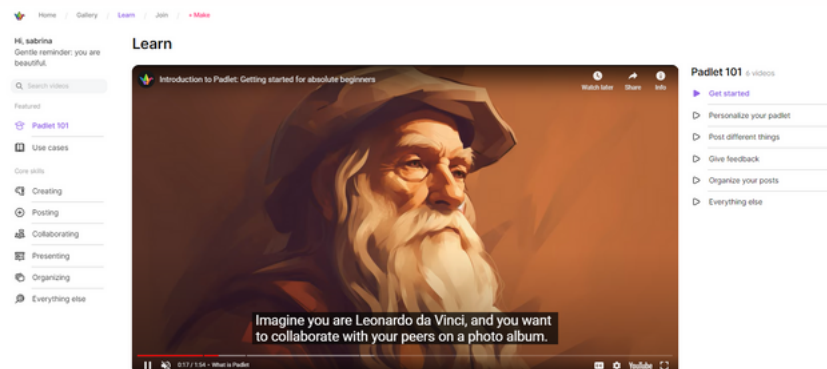 Home / Gallery / Learn / Join / + Make
Hi, sabrina
Gentle reminder: you are
beautiful.
Search videos
Featured
Padlet 101
Use cases
Core skills
Creating
Posting
Collaborating
Presenting
Organizing
Everything else
Learn
Introduction to Padlet: Getting started for absolute beginners
Watch later Share Info
Imagine you are Leonardo da Vinci, and you want
to collaborate with your peers on a photo album.
0:17 / 1:54 • What is Padlet
YouTube
Padlet 101 6 videos
Get started
Personalize your padlet
Post different things
Give feedback
Organize your posts
Everything else